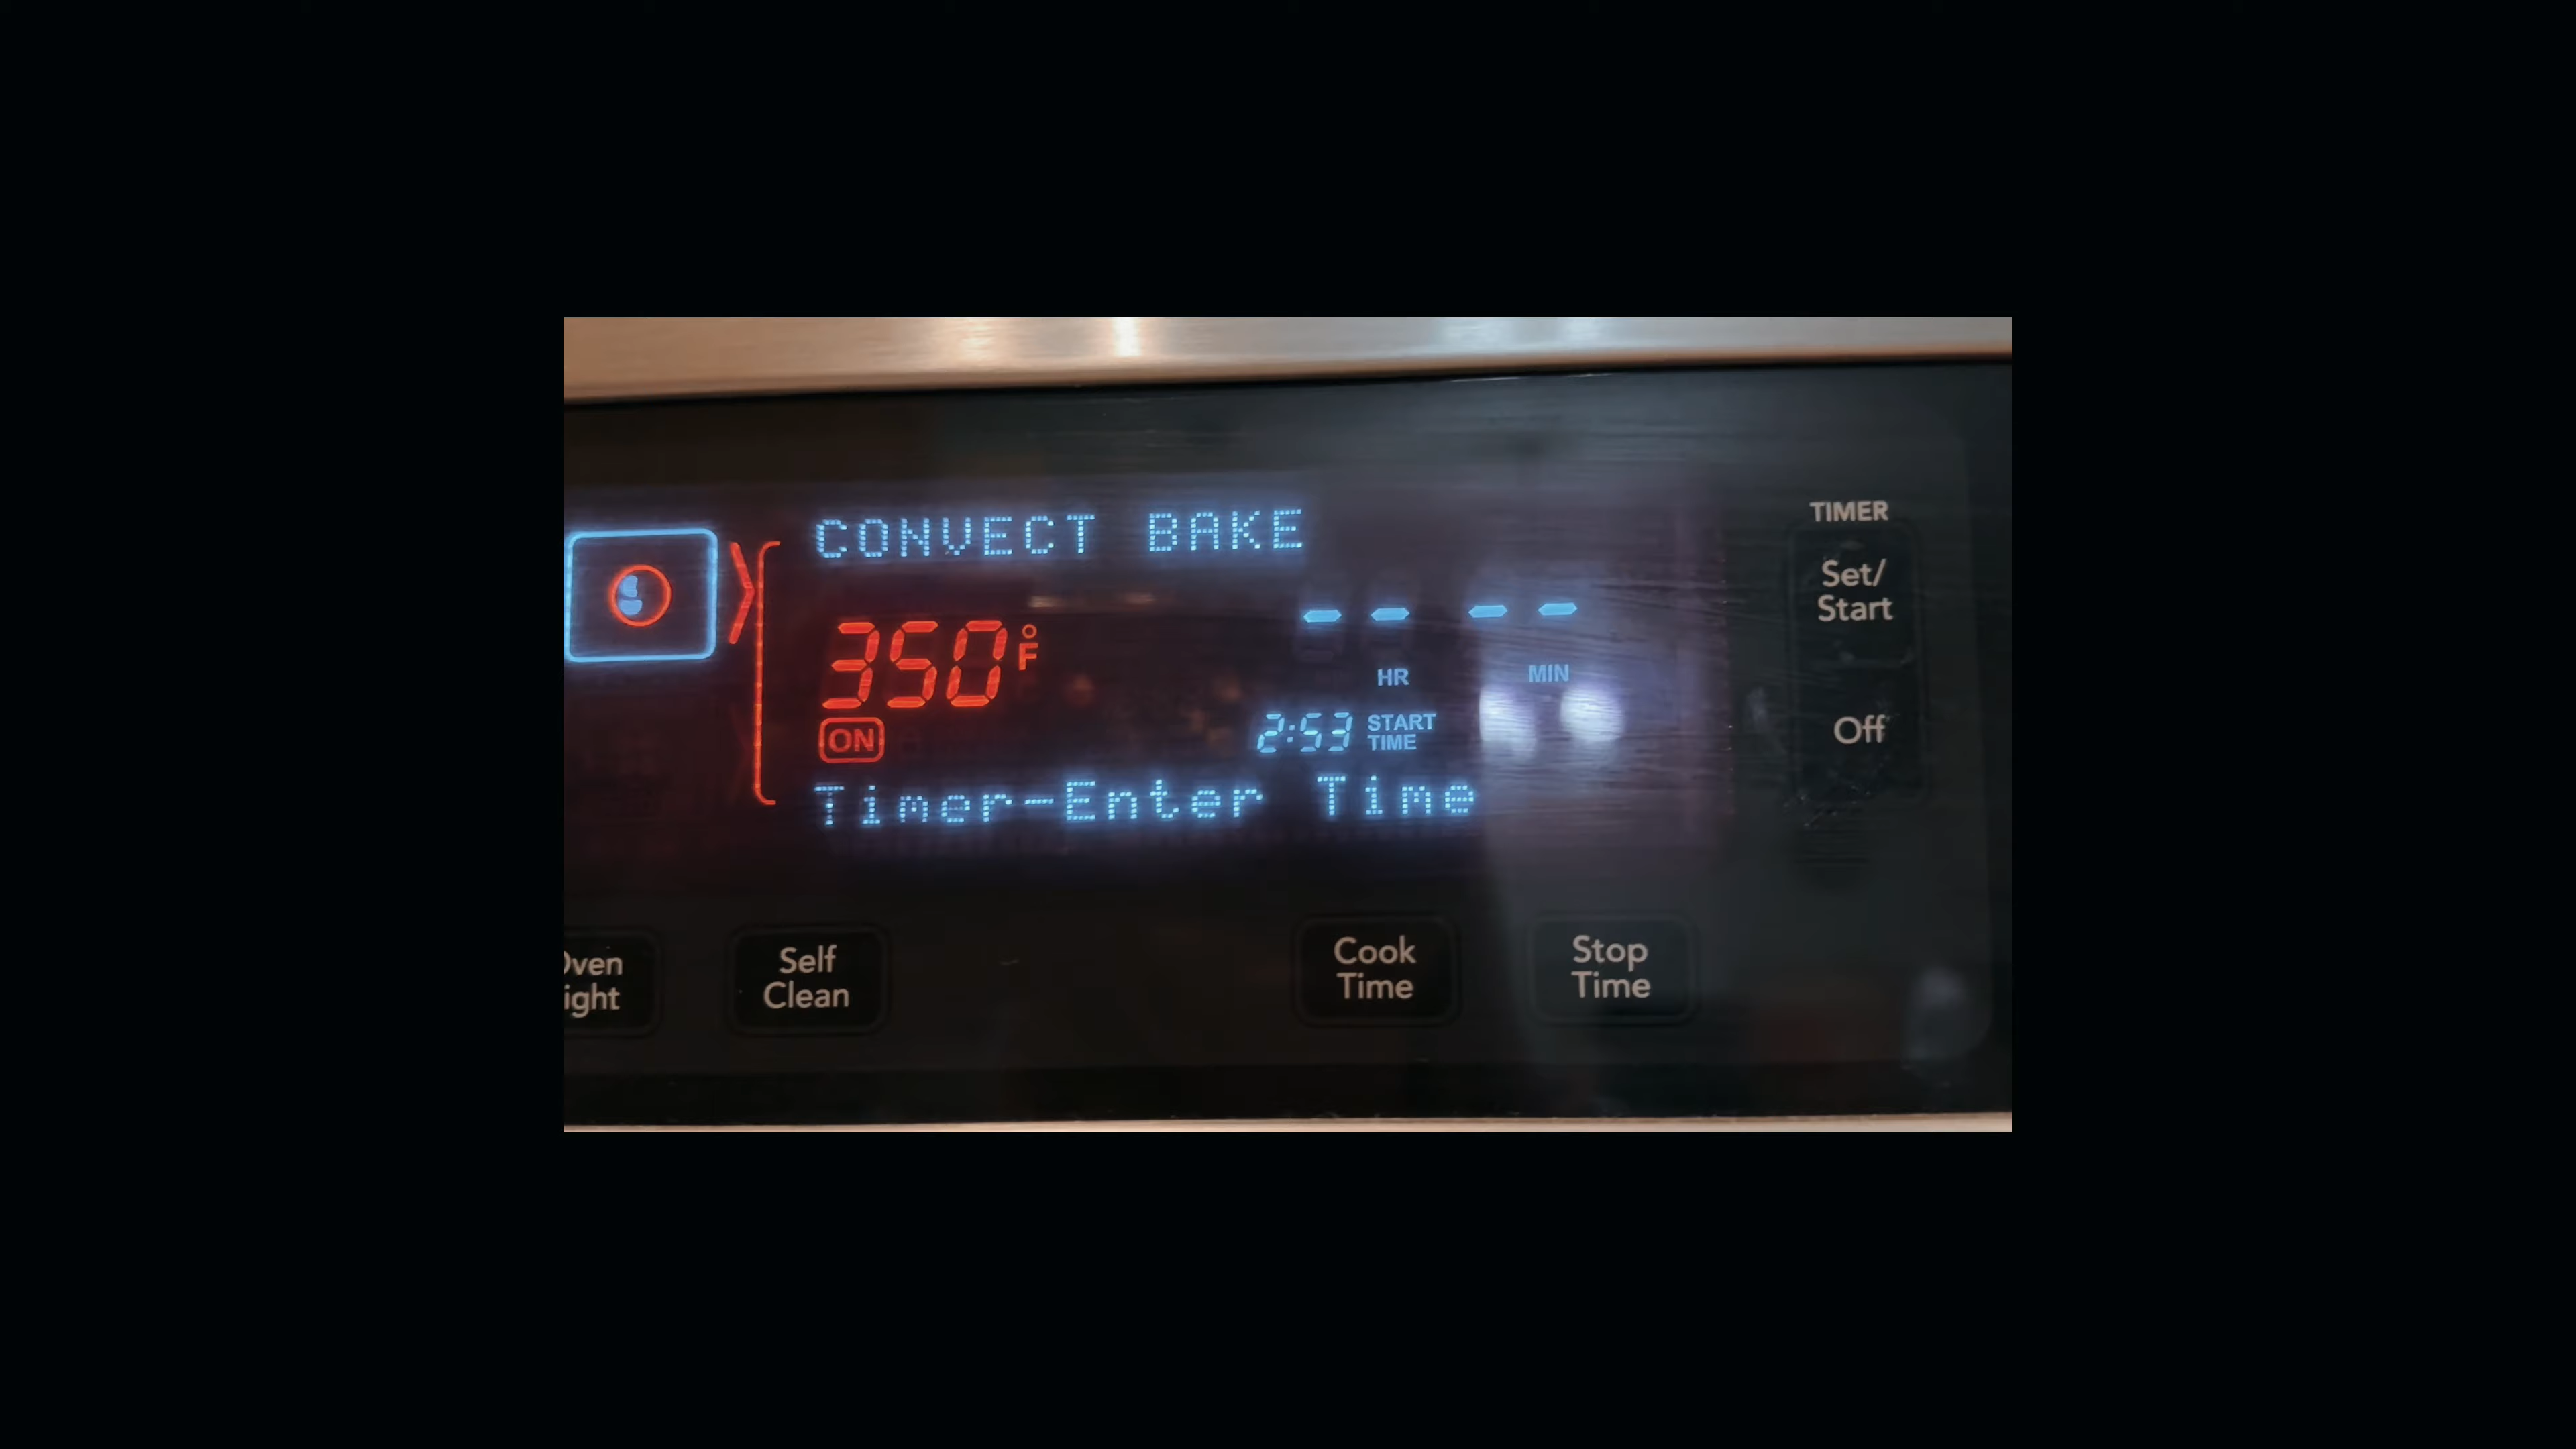 CONVECT BAKE
TIMER
Set/
Start
350°F
-- --
HR MIN
ON
2:53 START TIME
Off
Timer-Enter Time
Self
Clean
Cook
Time
Stop
Time